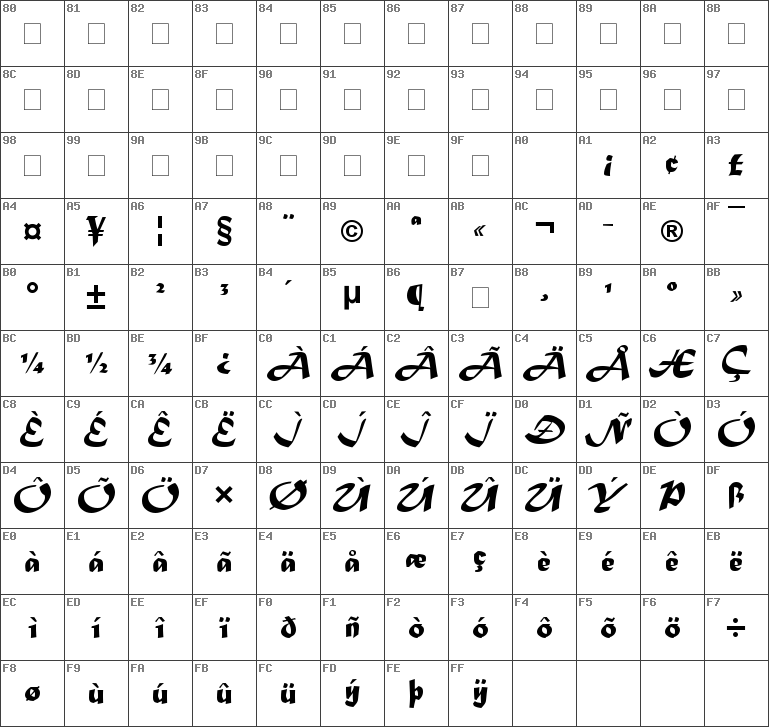 80 81 82 83 84 85 86 87 88 89 8A 8B
8C 8D 8E 8F 90 91 92 93 94 95 96 97
98 99 9A 9B 9C 9D 9E 9F A0 A1 A2 A3
¡ ¢ £
A4 A5 A6 A7 A8 A9 AA AB AC AD AE AF
¤ ¥ ¦ § ¨ © ª « ¬ - ® ¯
B0 B1 B2 B3 B4 B5 B6 B7 B8 B9 BA BB
° ± ² ³ ´ µ ¶ ¸ ¹ º »
BC BD BE BF C0 C1 C2 C3 C4 C5 C6 C7
¼ ½ ¾ ¿ À Á Â Ã Ä Å Æ Ç
C8 C9 CA CB CC CD CE CF D0 D1 D2 D3
È É Ê Ë Ì Í Î Ï Ð Ñ Ò Ó
D4 D5 D6 D7 D8 D9 DA DB DC DD DE DF
Ô Õ Ö × Ø Ù Ú Û Ü Ý Þ ß
E0 E1 E2 E3 E4 E5 E6 E7 E8 E9 EA EB
à á â ã ä å æ ç è é ê ë
EC ED EE EF F0 F1 F2 F3 F4 F5 F6 F7
ì í î ï ð ñ ò ó ô õ ö ÷
F8 F9 FA FB FC FD FE FF
ø ù ú û ü ý þ ÿ